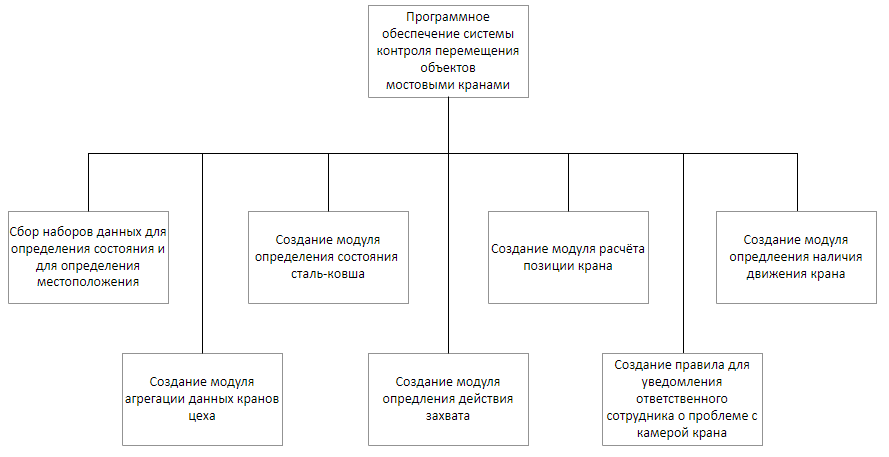 Программное
обеспечение системы
контроля перемещения
объектов
мостовыми кранами
Сбор наборов данных для
определения состояния и
для определения
местоположения
Создание модуля
определения состояния
сталь-ковша
Создание модуля расчёта
позиции крана
Создание модуля
опредлеения наличия
движения крана
Создание модуля
агрегации данных кранов
цеха
Создание модуля
опредления действия
захвата
Создание правила для
уведомления
ответственного
сотрудника о проблеме с
камерой крана